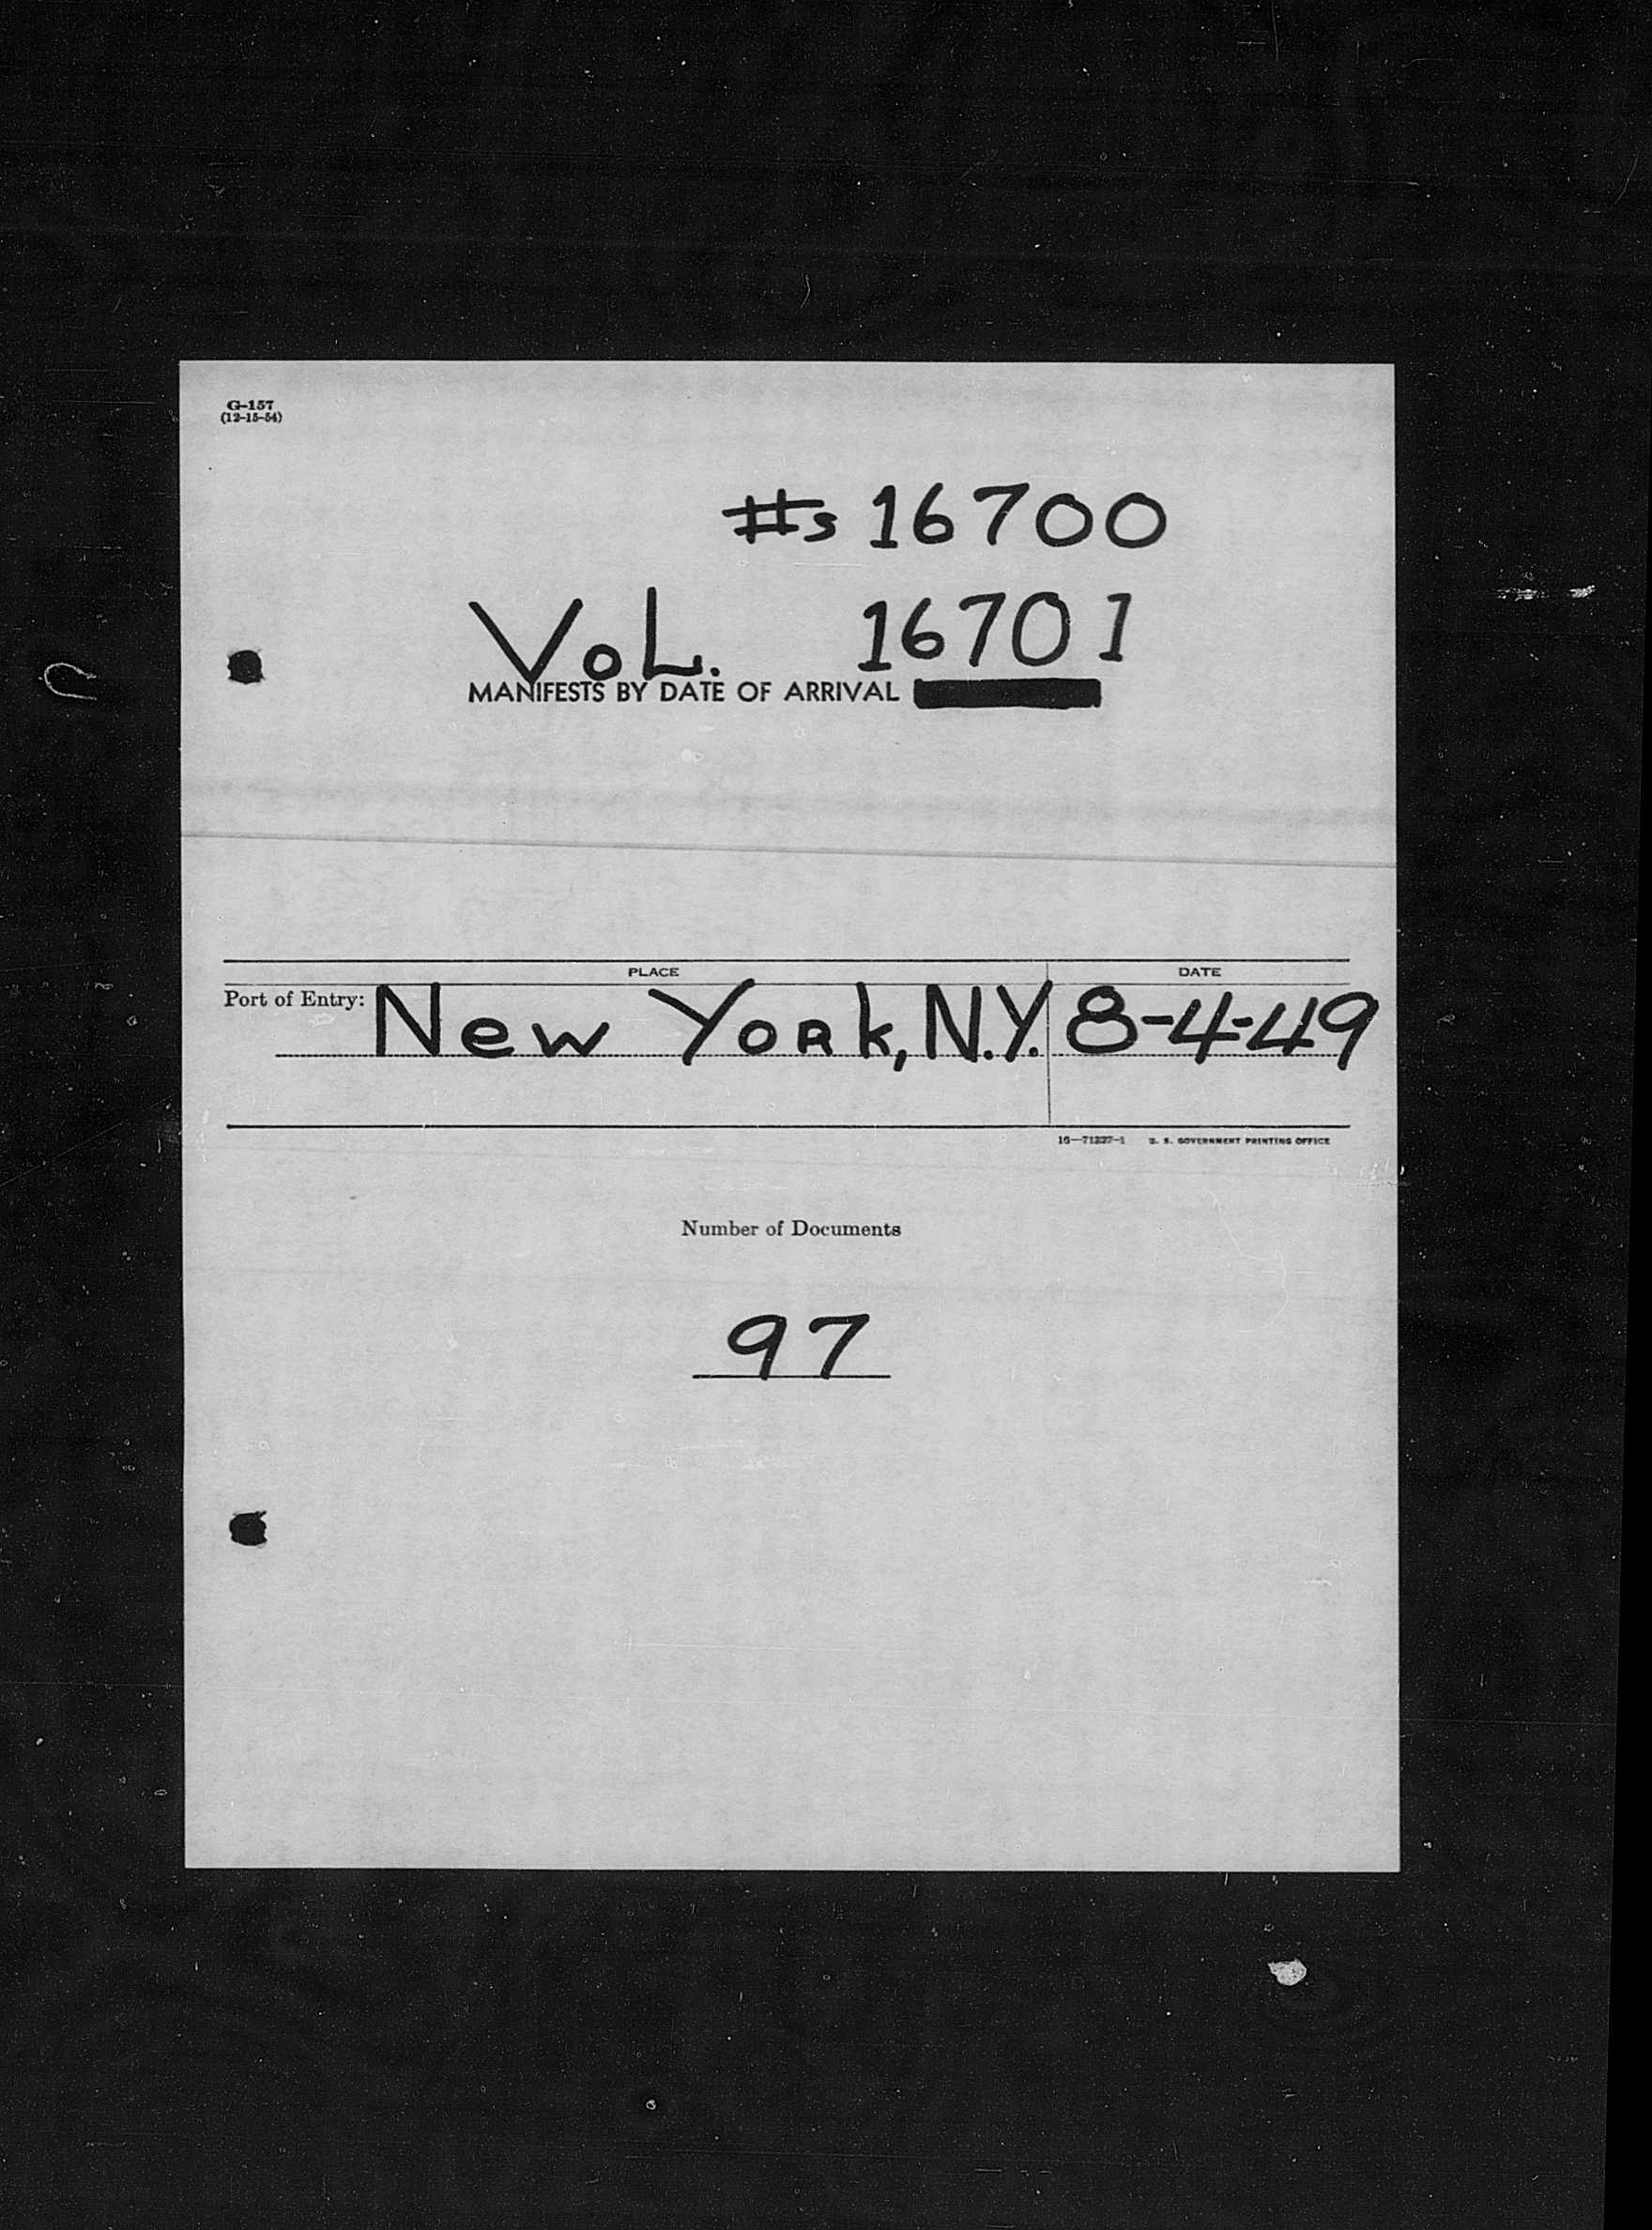 G-157
(12-15-54)
#s 16700
VoL. 16701
MANIFESTS BY DATE OF ARRIVAL
PLACE DATE
Port of Entry: New York, N.Y. 8-4-49
16—71227-1 U. S. GOVERNMENT PRINTING OFFICE
Number of Documents
97